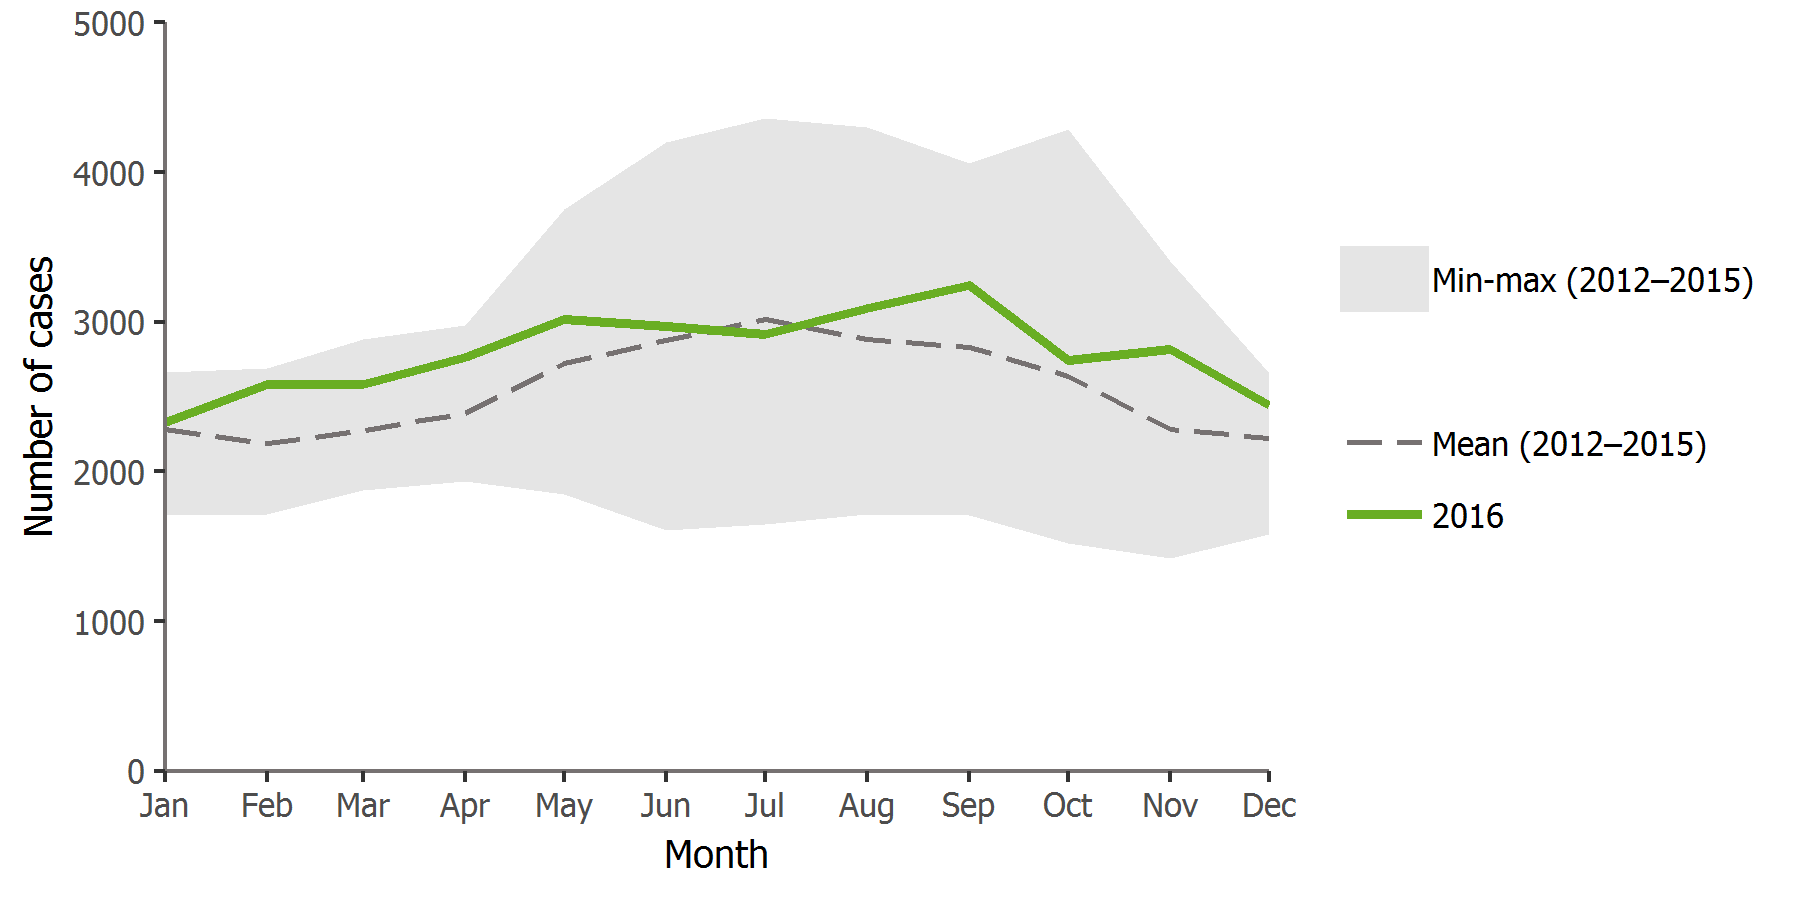 5000
4000
3000
2000
1000
0
Number of cases
Jan Feb Mar Apr May Jun Jul Aug Sep Oct Nov Dec
Month
Min-max (2012–2015)
Mean (2012–2015)
2016